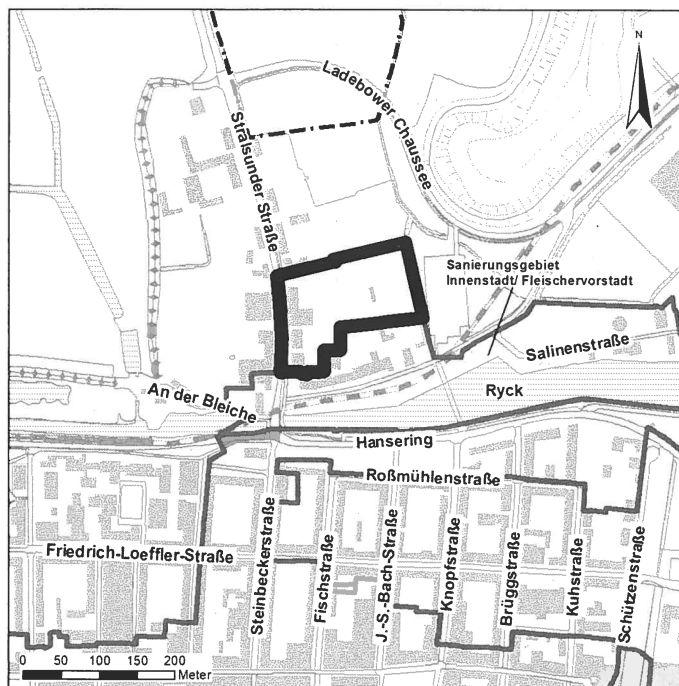 N
Ladebower Chaussee
Stralsunder Straße
Sanierungsgebiet
Innenstadt/ Fleischervorstadt
Salinenstraße
An der Bleiche
Ryck
Hansering
Roßmühlenstraße
Friedrich-Loeffler-Straße
Steinbeckerstraße
Fischstraße
J.-S.-Bach-Straße
Knopfstraße
Brüggstraße
Kuhstraße
Schützenstraße
0 50 100 150 200
Meter